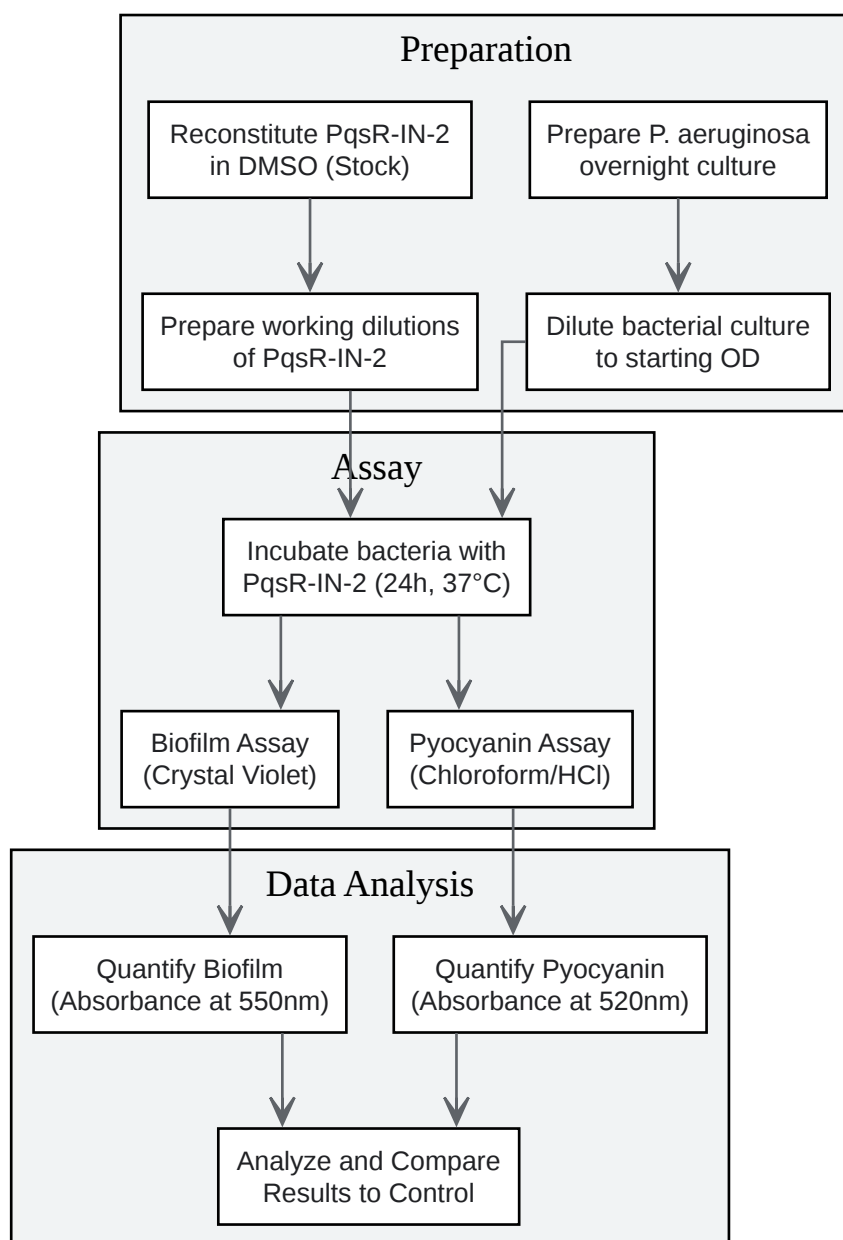 Preparation
Reconstitute PqsR-IN-2
in DMSO (Stock)
Prepare P. aeruginosa
overnight culture
Prepare working dilutions
of PqsR-IN-2
Dilute bacterial culture
to starting OD
Assay
Incubate bacteria with
PqsR-IN-2 (24h, 37°C)
Biofilm Assay
(Crystal Violet)
Pyocyanin Assay
(Chloroform/HCl)
Data Analysis
Quantify Biofilm
(Absorbance at 550nm)
Quantify Pyocyanin
(Absorbance at 520nm)
Analyze and Compare
Results to Control